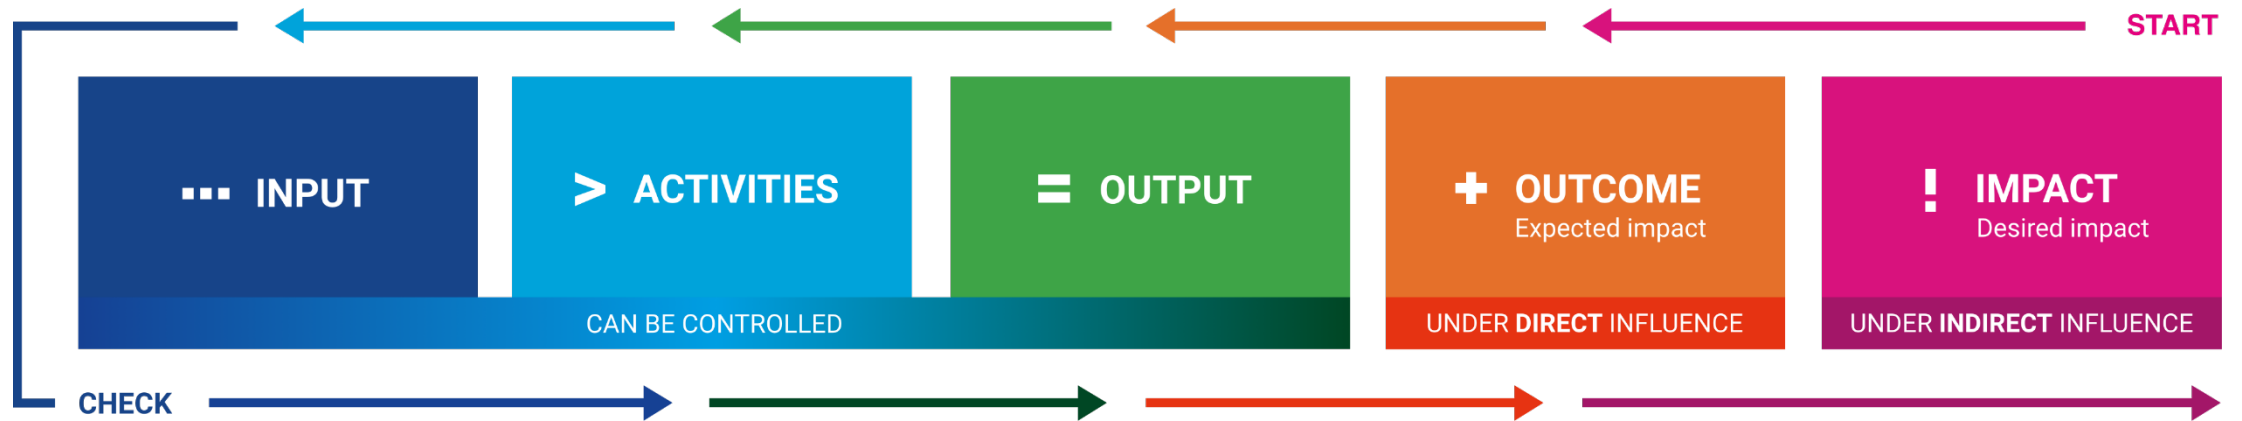 START
INPUT
> ACTIVITIES
= OUTPUT
+ OUTCOME
Expected impact
! IMPACT
Desired impact
CAN BE CONTROLLED
UNDER DIRECT INFLUENCE
UNDER INDIRECT INFLUENCE
CHECK